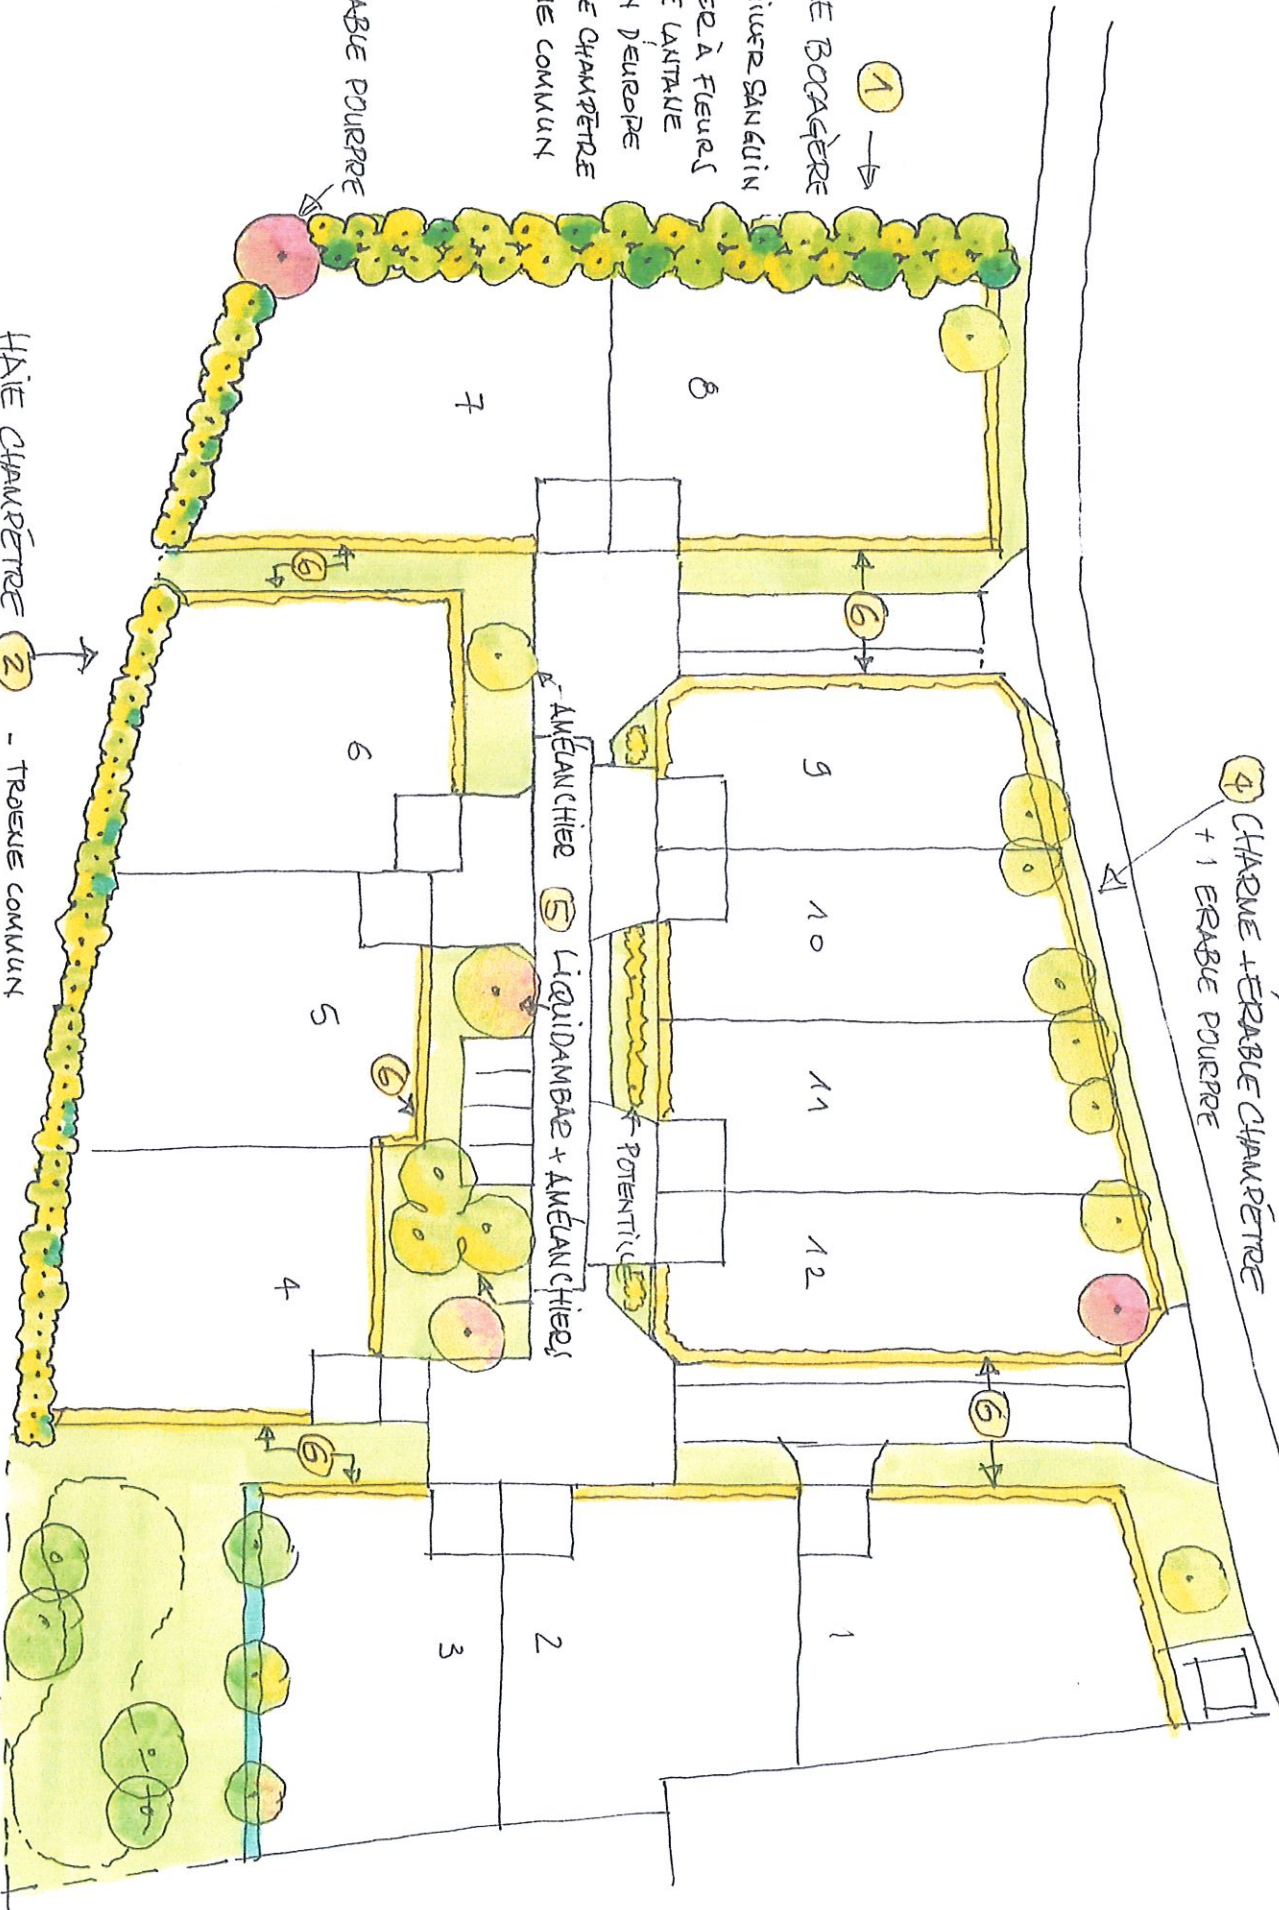 1
E BOCAGÈRE
ILLER SANGUIN
ER À FLEURS
E LANTANE
N D'EUROPE
E CHAMPÊTRE
E COMMUN
ABLE POURPRE
4 CHARME + ÉRABLE CHAMPÊTRE
+ 1 ERABLE POURPRE
8
7
6
6
9
10
11
12
6
AMÉLANCHIER 5 LIQUIDAMBAR + AMÉLANCHIERS
POTENTILLE
6
5
4
6
6
1
2
3
HAIE CHAMPÊTRE 2 - TROENE COMMUN